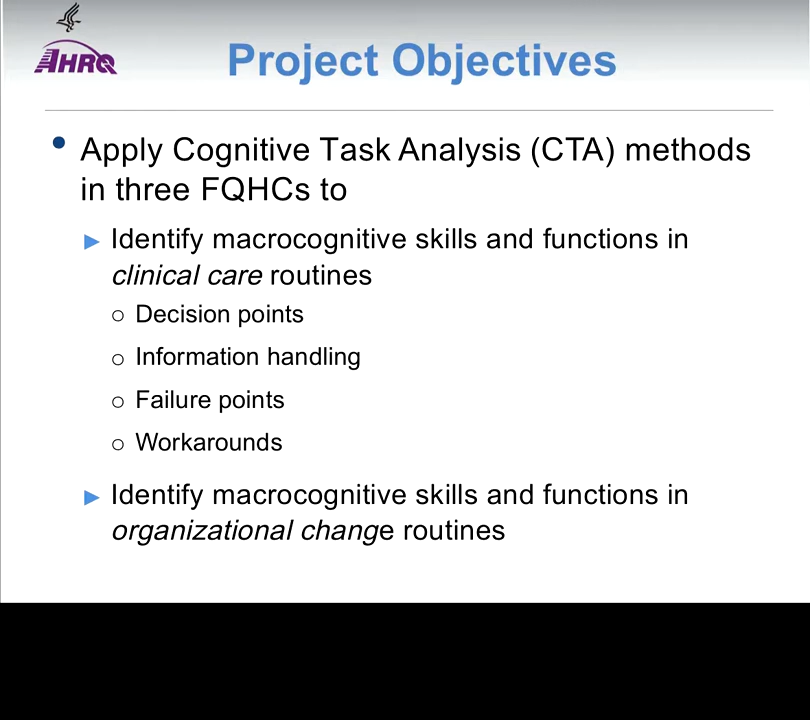 AHRQ
Project Objectives
• Apply Cognitive Task Analysis (CTA) methods
in three FQHCs to
► Identify macrocognitive skills and functions in
clinical care routines
○ Decision points
○ Information handling
○ Failure points
○ Workarounds
► Identify macrocognitive skills and functions in
organizational change routines